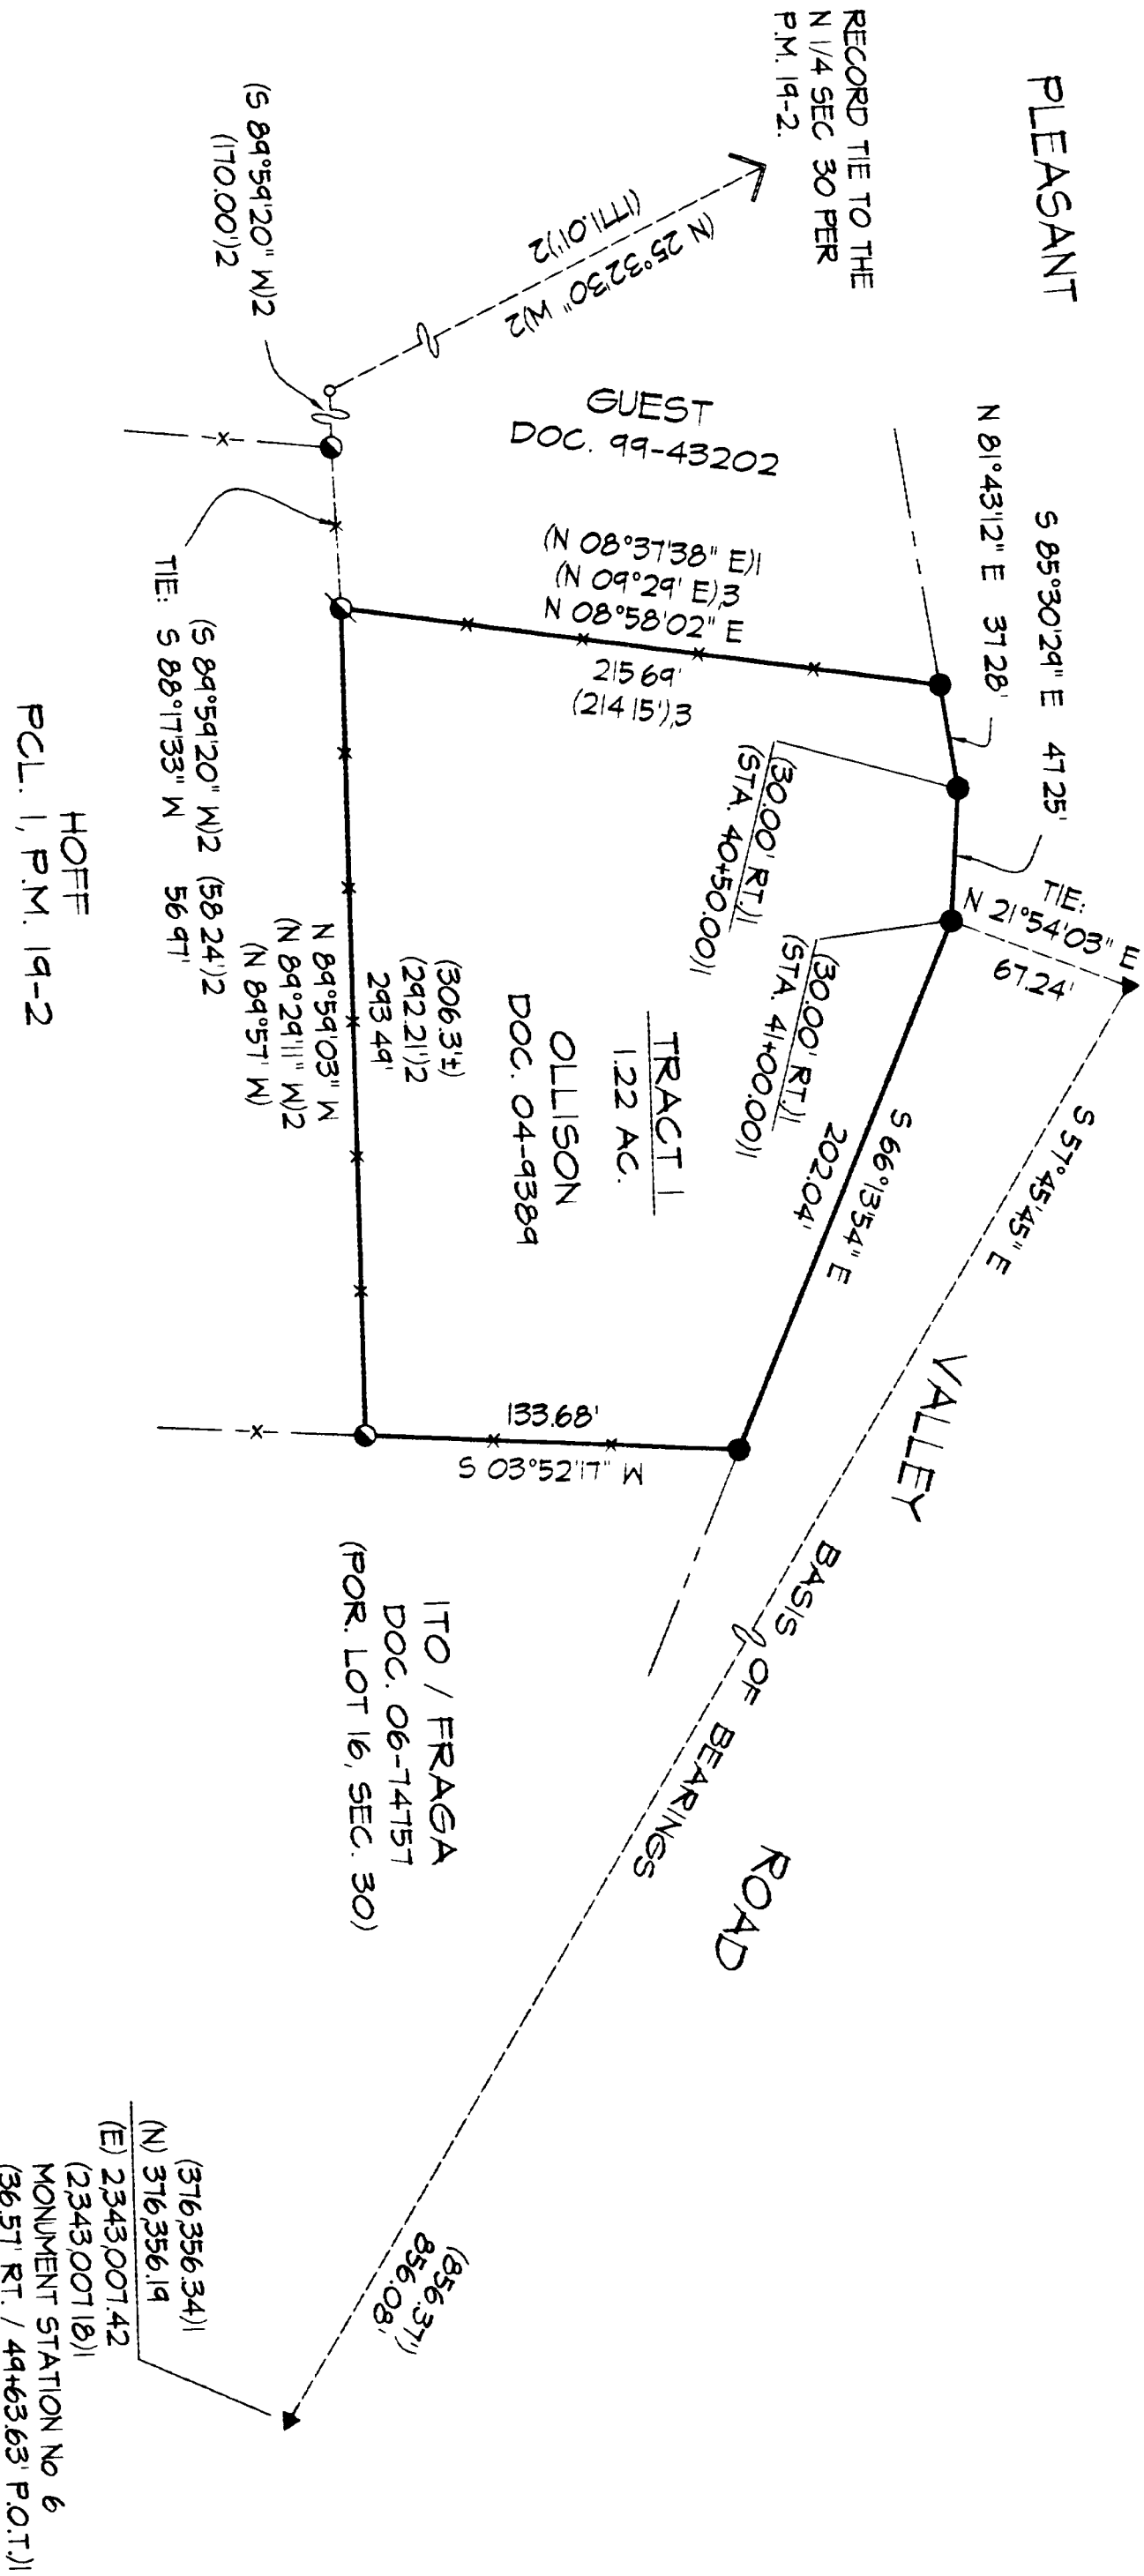 PLEASANT
RECORD TIE TO THE
N 1/4 SEC 30 PER
P.M. 19-2.
(N 25°32'30" W)2
(1771.01')2
(S 89°59'20" W)2
(170.00')2
GUEST
DOC. 99-43202
N 81°43'12" E 37.28'
S 85°30'29" E 47.25'
TIE:
N 21°54'03" E
67.24'
(N 08°37'38" E)1
(N 09°29' E),3
N 08°58'02" E
215.69'
(214.15'),3
(30.00' RT.)1
(STA. 40+50.00)1
(30.00' RT.)1
(STA. 41+00.00)1
S 66°13'54" E
202.04'
S 57°45'45" E
VALLEY
BASIS OF BEARINGS
ROAD
TRACT 1
1.22 AC.
OLLISON
DOC. 04-9389
(306.3'±)
(292.21')2
293.49'
N 89°59'03" W
(N 89°29'11" W)2
(N 89°57' W)
133.68'
S 03°52'17" W
(S 89°59'20" W)2 (58.24')2
TIE: S 88°17'33" W 56.97'
HOFF
PCL. 1, P.M. 19-2
ITO / FRAGA
DOC. 06-74757
(POR. LOT 16, SEC. 30)
(856.37')
856.08'
(376,356.34)1
(N) 376,356.19
(E) 2,343,007.42
(2,343,007.18)1
MONUMENT STATION No 6
(36.57' RT. / 49+63.63' P.O.T.)1